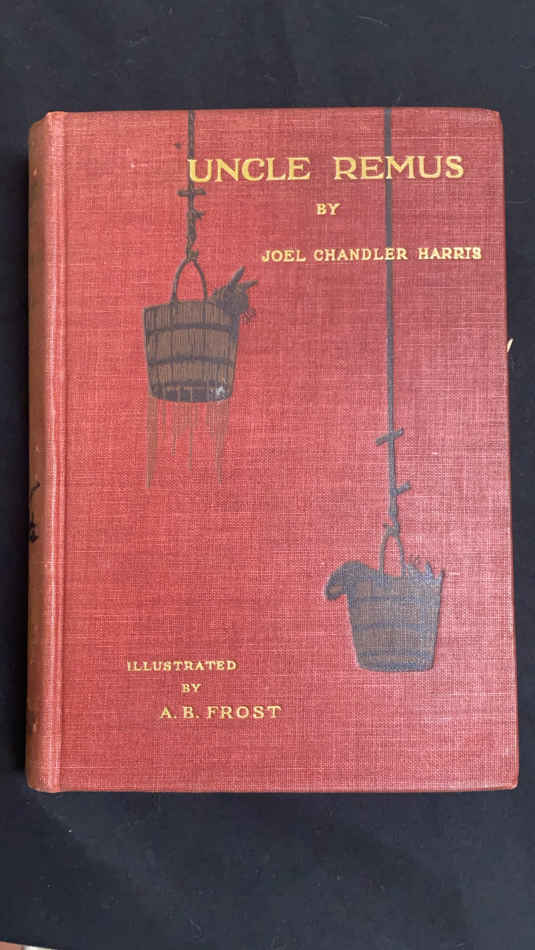 UNCLE REMUS
BY
JOEL CHANDLER HARRIS
ILLUSTRATED
BY
A. B. FROST